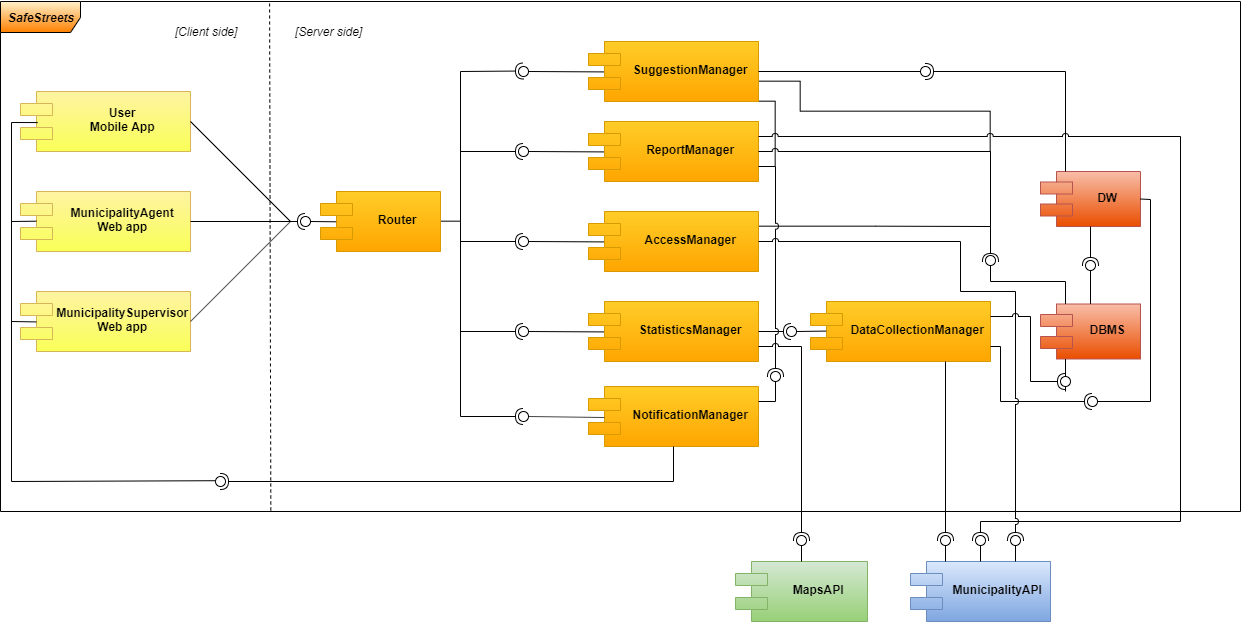 SafeStreets
[Client side]
[Server side]
User
Mobile App
MunicipalityAgent
Web app
MunicipalitySupervisor
Web app
Router
SuggestionManager
ReportManager
AccessManager
StatisticsManager
NotificationManager
DataCollectionManager
DW
DBMS
MapsAPI
MunicipalityAPI